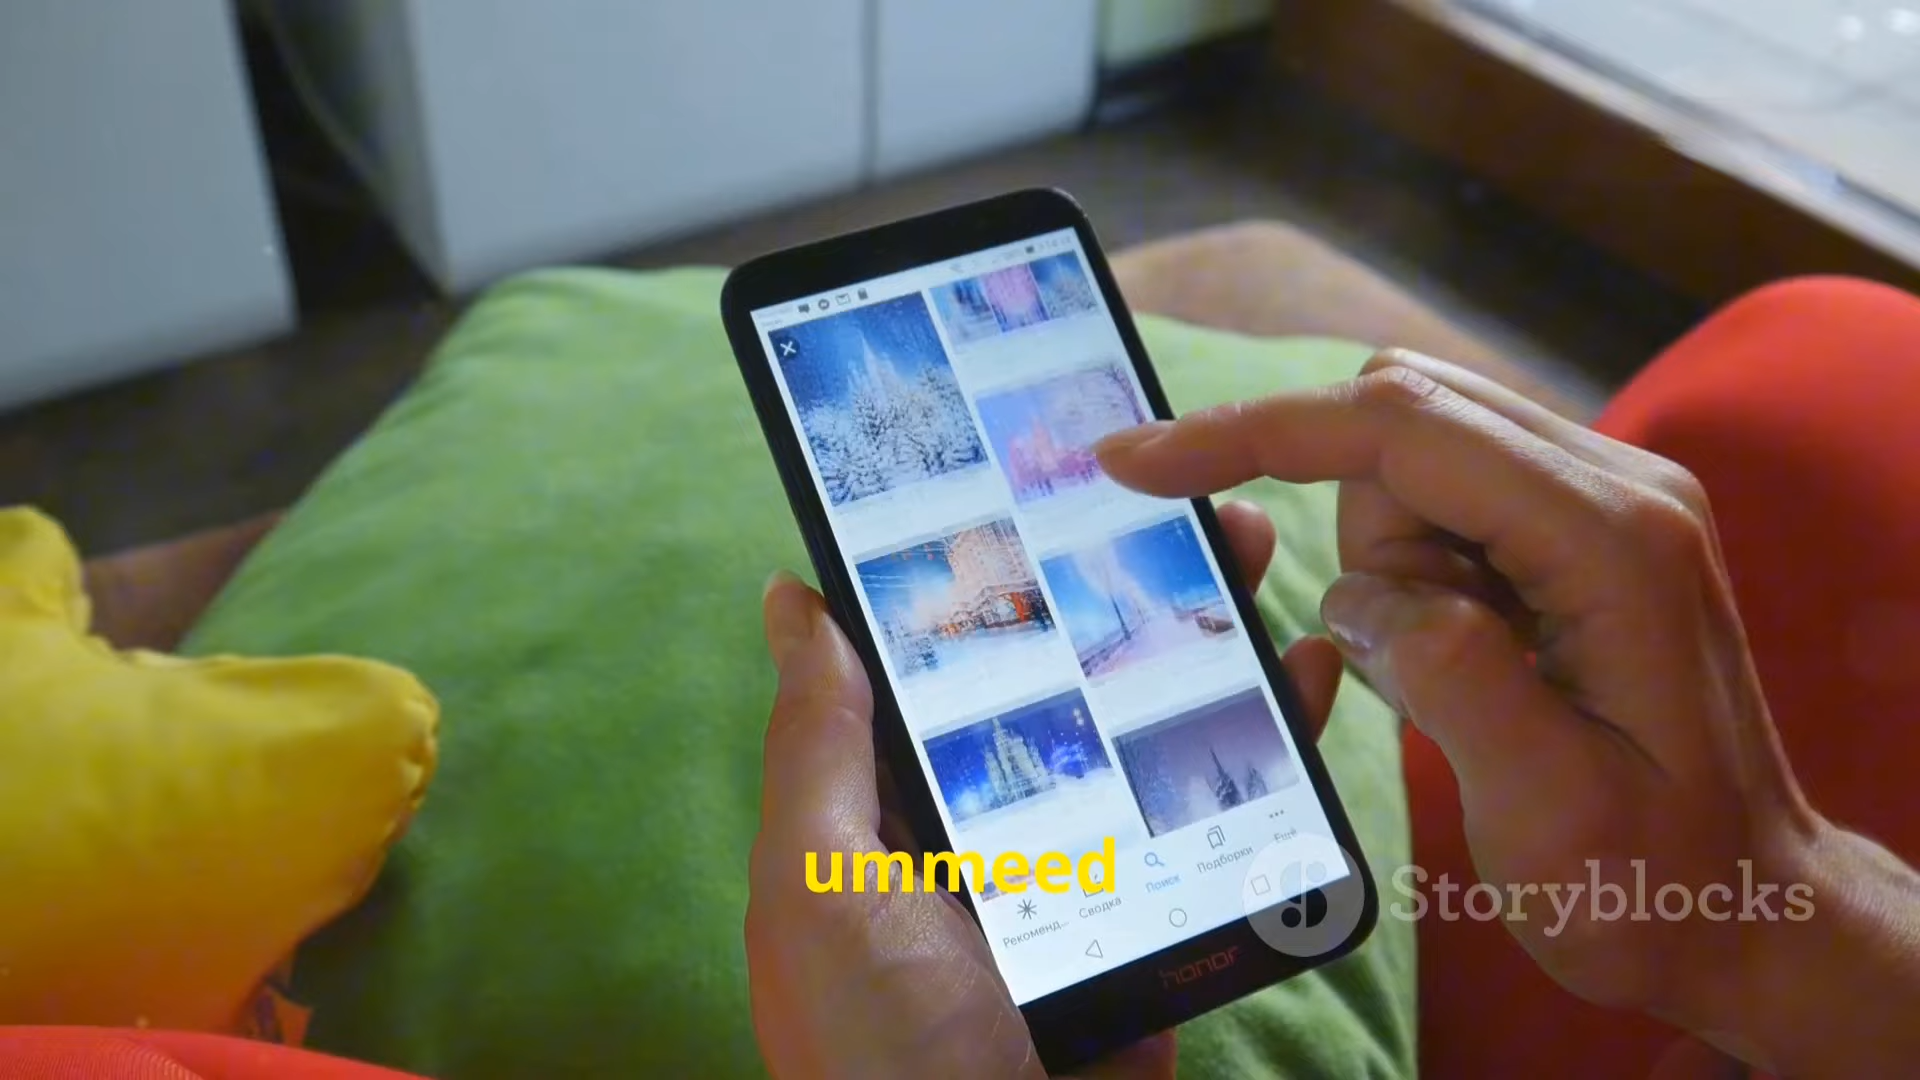 ummeed
Рекоменд...
Сводка
Поиск
Подборки
Ещё
honor
Storyblocks